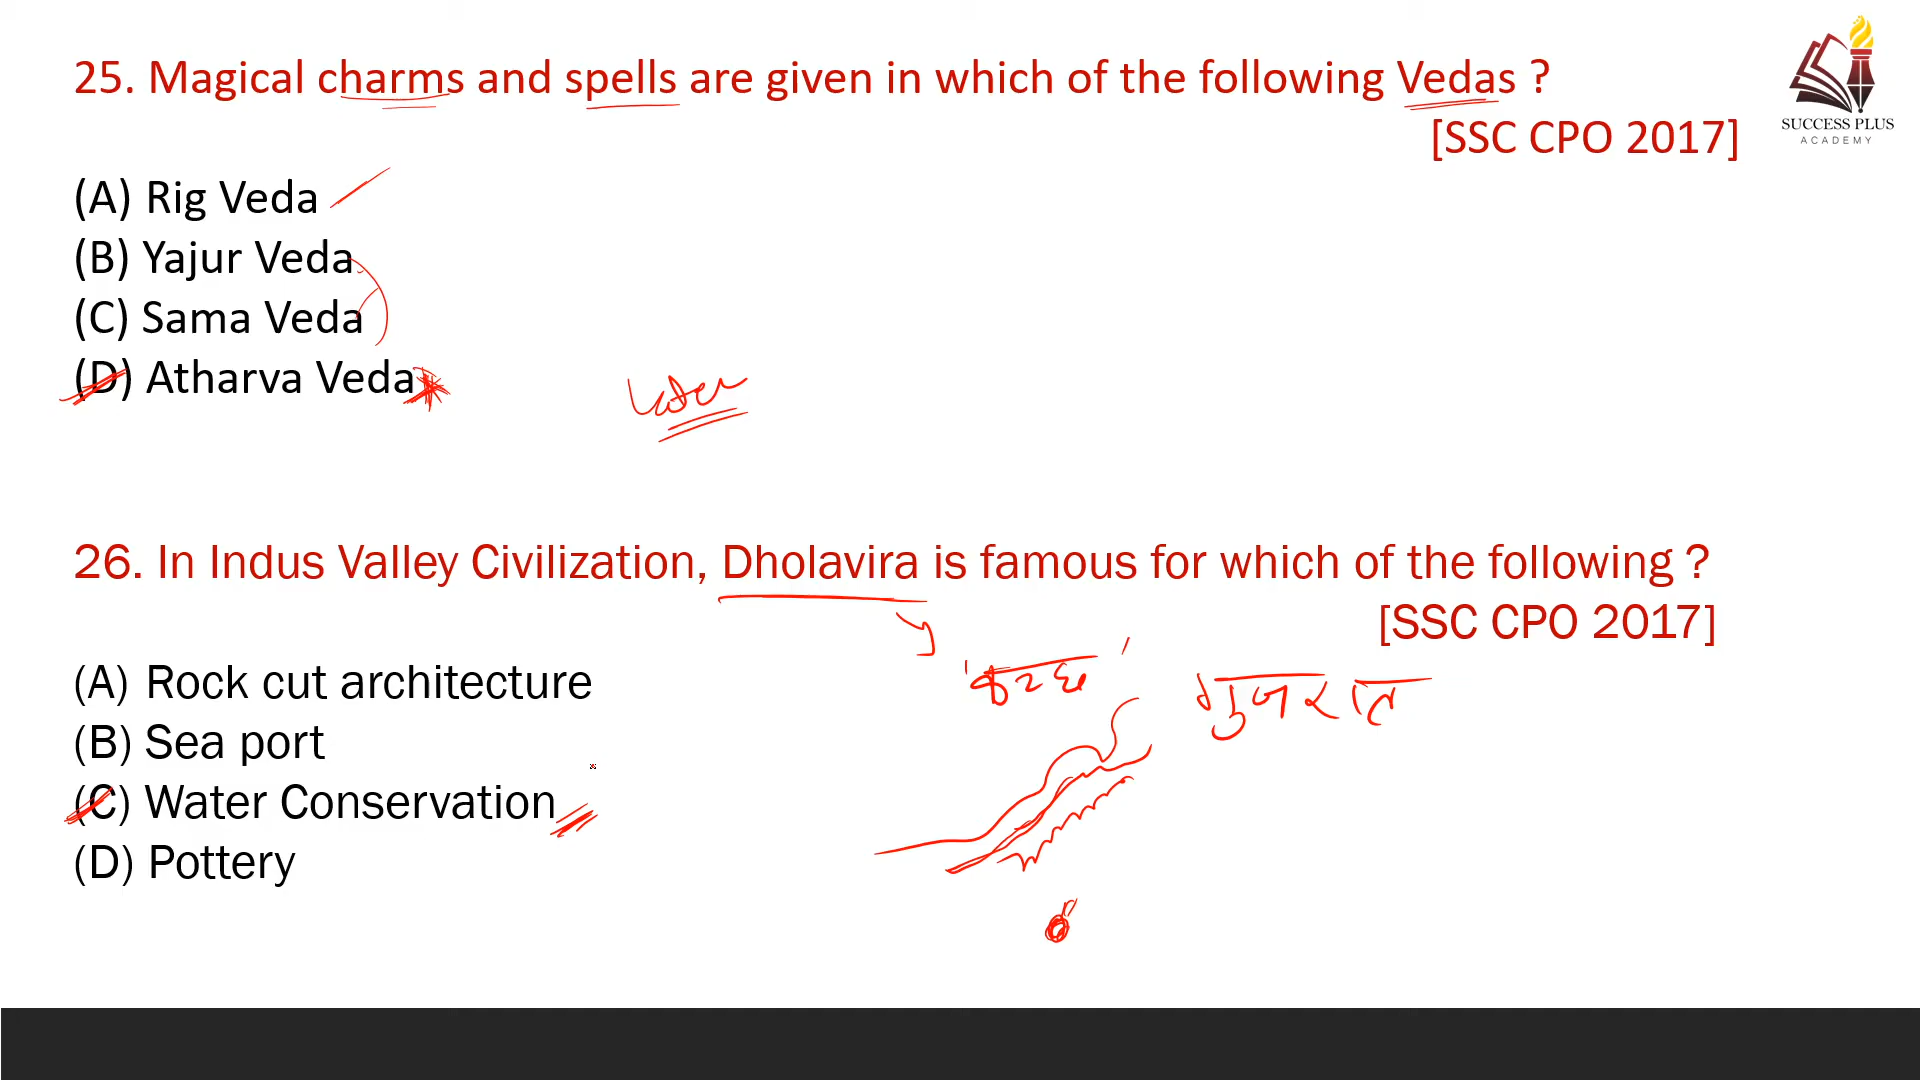 25. Magical charms and spells are given in which of the following Vedas ?
[SSC CPO 2017]
SUCCESS PLUS
ACADEMY
(A) Rig Veda
(B) Yajur Veda
(C) Sama Veda
(D) Atharva Veda
Later
26. In Indus Valley Civilization, Dholavira is famous for which of the following ?
[SSC CPO 2017]
(A) Rock cut architecture
गुजरात
(B) Sea port
(C) Water Conservation
(D) Pottery